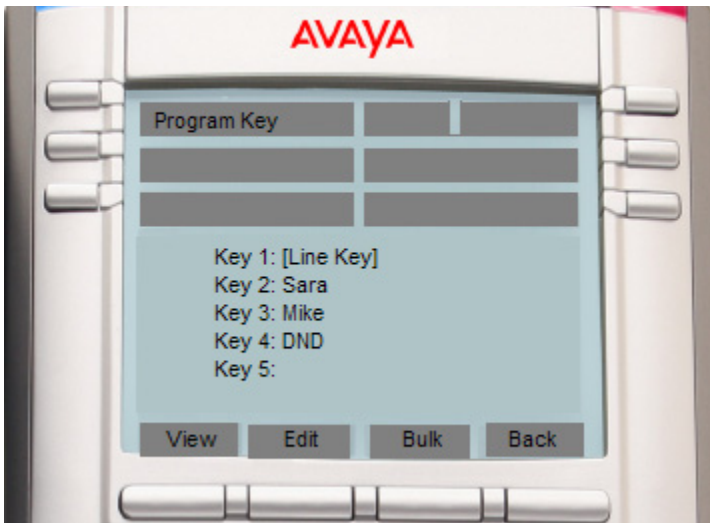 AVAYA
Program Key
Key 1: [Line Key]
Key 2: Sara
Key 3: Mike
Key 4: DND
Key 5:
View Edit Bulk Back